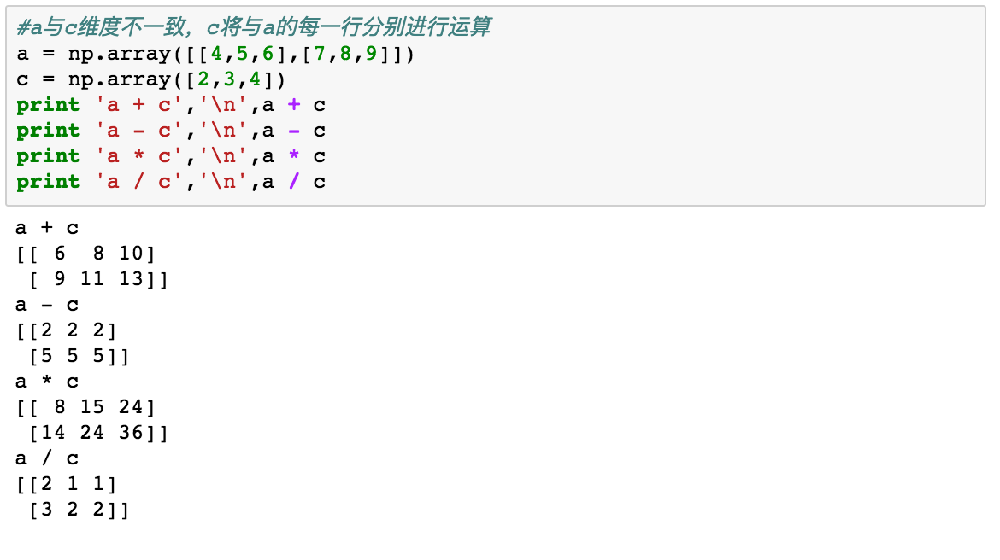 #a与c维度不一致，c将与a的每一行分别进行运算
a = np.array([[4,5,6],[7,8,9]])
c = np.array([2,3,4])
print 'a + c','\n',a + c
print 'a - c','\n',a - c
print 'a * c','\n',a * c
print 'a / c','\n',a / c
a + c
[[ 6  8 10]
 [ 9 11 13]]
a - c
[[2 2 2]
 [5 5 5]]
a * c
[[ 8 15 24]
 [14 24 36]]
a / c
[[2 1 1]
 [3 2 2]]